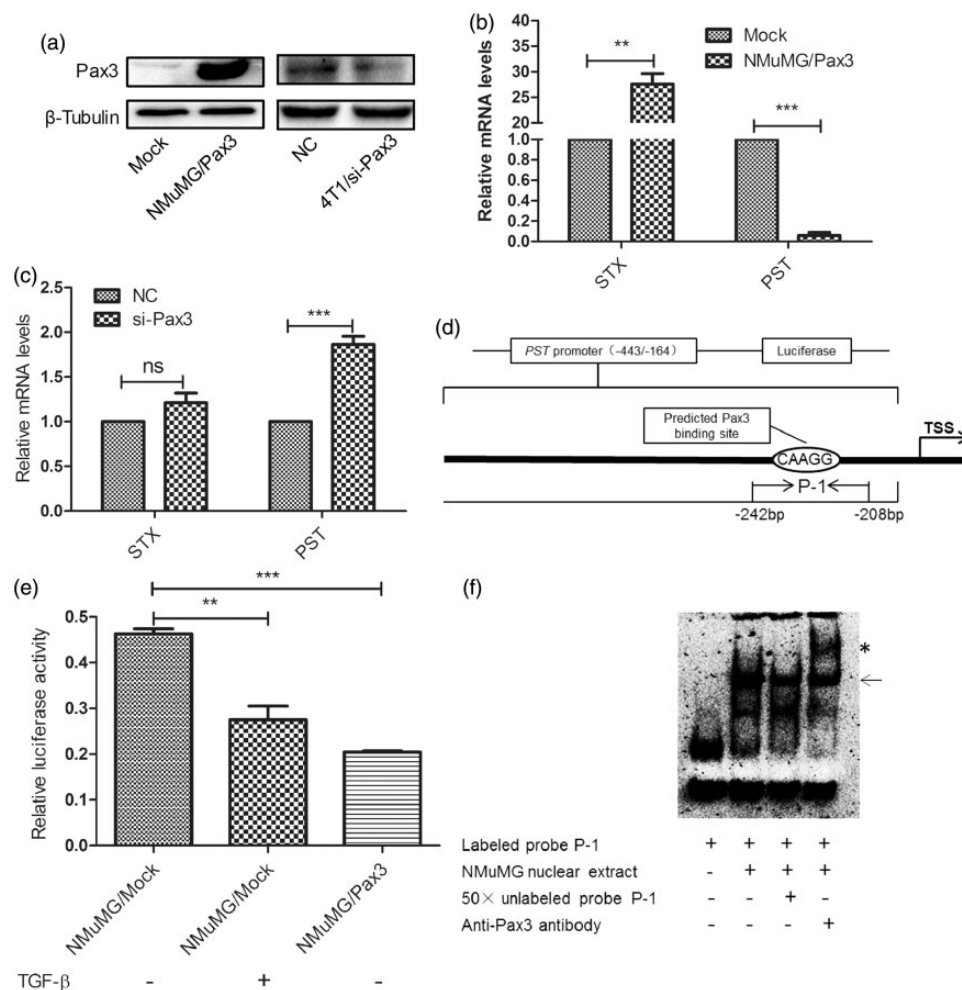 (a)
Pax3
β-Tubulin
Mock
NMuMG/Pax3
NC
4T1/si-Pax3
(b)
Relative mRNA levels
Mock
NMuMG/Pax3
**
***
30
25
20
15
10
5
1.0
0.8
0.6
0.4
0.2
0.0
STX
PST
(c)
Relative mRNA levels
NC
si-Pax3
ns
***
2.5
2.0
1.5
1.0
0.5
0.0
STX
PST
(d)
PST promoter (-443/-164)
Luciferase
Predicted Pax3
binding site
TSS
CAAGG
P-1
-242bp
-208bp
(e)
Relative luciferase activity
***
**
0.5
0.4
0.3
0.2
0.1
NMuMG/Mock
NMuMG/Mock
NMuMG/Pax3
TGF-β - + -
(f)
*
Labeled probe P-1 + + + +
NMuMG nuclear extract - + + +
50× unlabeled probe P-1 - - + -
Anti-Pax3 antibody - - - +